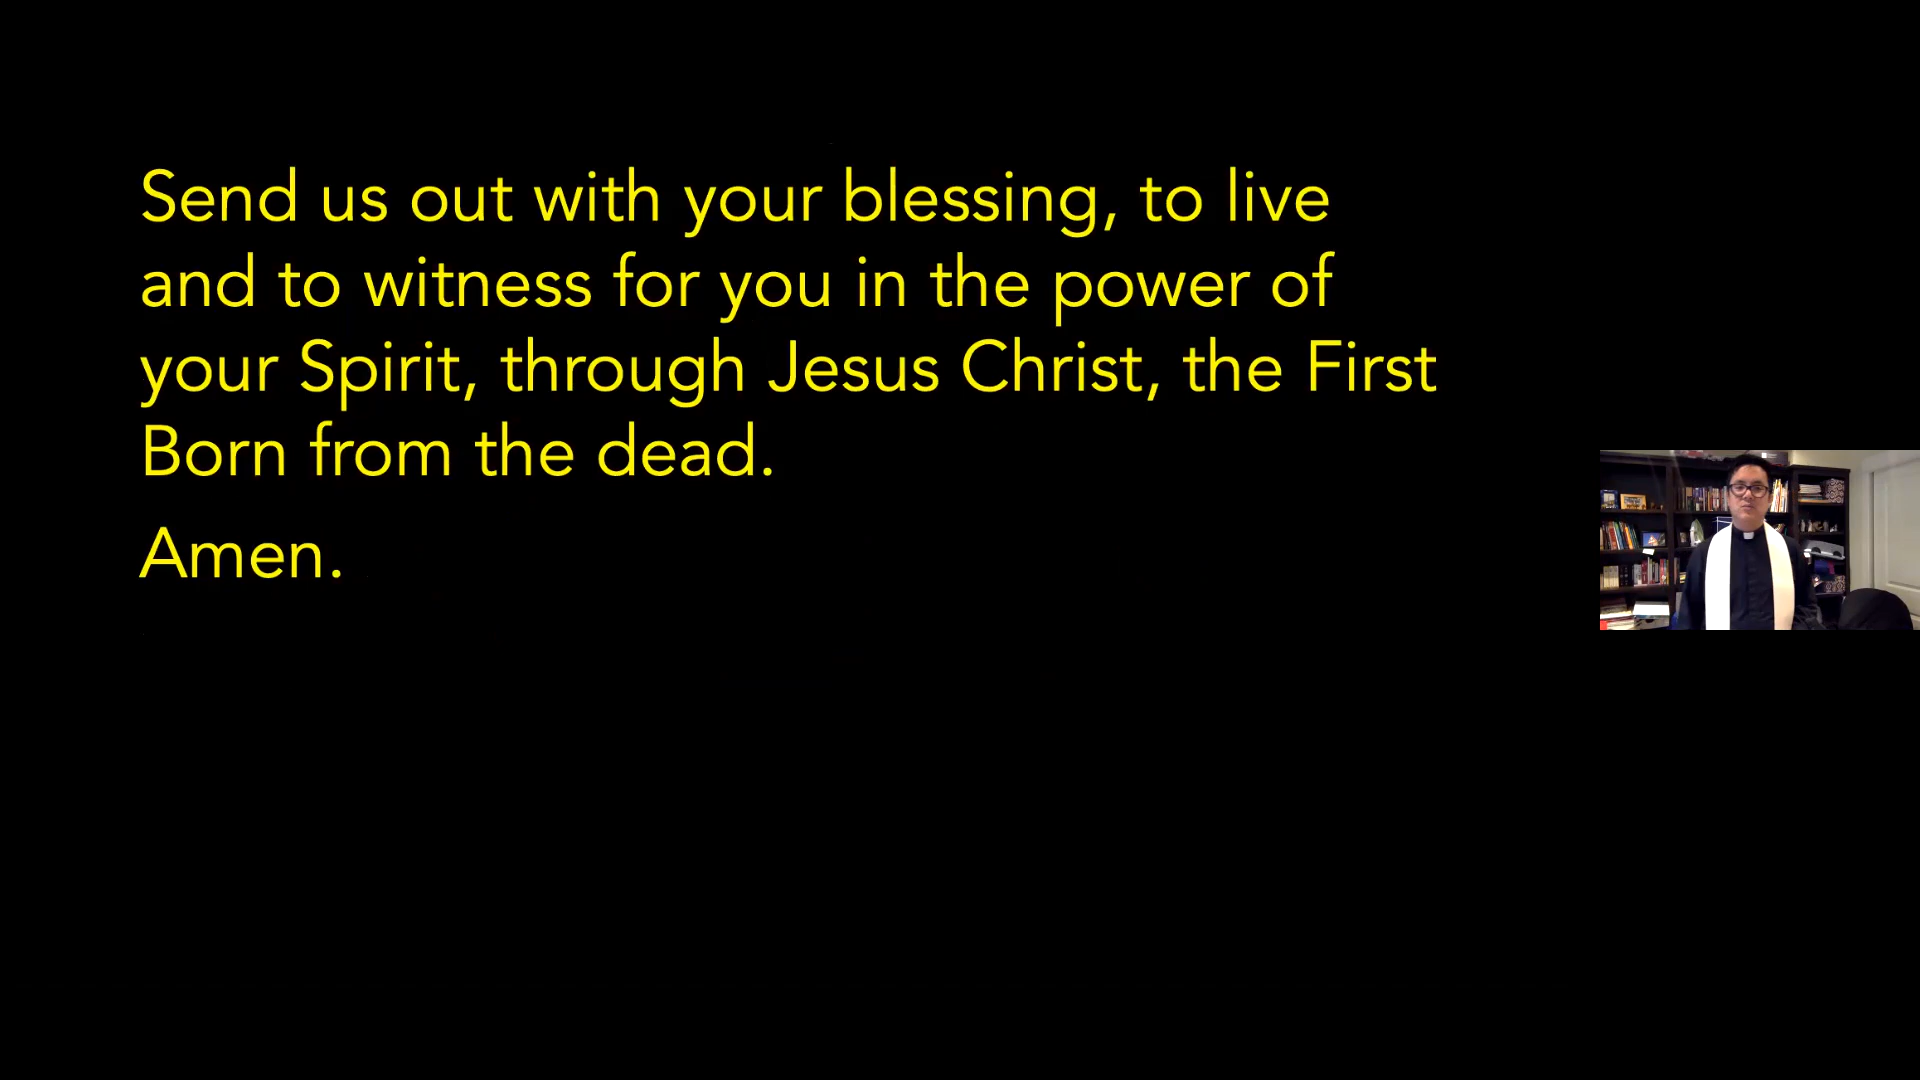 Send us out with your blessing, to live
and to witness for you in the power of
your Spirit, through Jesus Christ, the First
Born from the dead.
Amen.